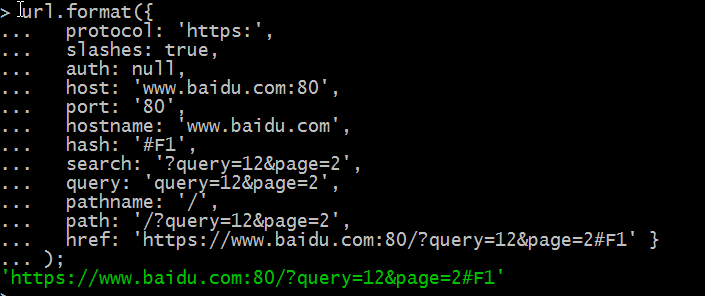 > url.format({
...   protocol: 'https:',
...   slashes: true,
...   auth: null,
...   host: 'www.baidu.com:80',
...   port: '80',
...   hostname: 'www.baidu.com',
...   hash: '#F1',
...   search: '?query=12&page=2',
...   query: 'query=12&page=2',
...   pathname: '/',
...   path: '/?query=12&page=2',
...   href: 'https://www.baidu.com:80/?query=12&page=2#F1' }
... );
'https://www.baidu.com:80/?query=12&page=2#F1'